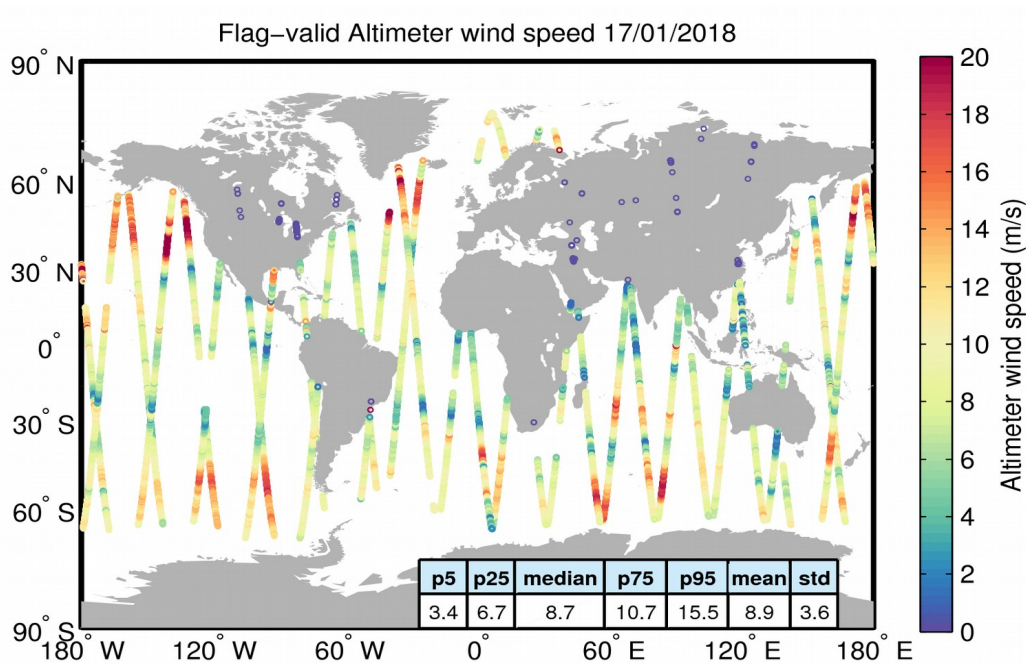 Flag−valid Altimeter wind speed 17/01/2018
90° N
60° N
30° N
0°
30° S
60° S
90° S
180° W
120° W
60° W
0°
60° E
120° E
180° E
p5 p25 median p75 p95 mean std
3.4 6.7 8.7 10.7 15.5 8.9 3.6
20
18
16
14
12
10
8
6
4
2
0
Altimeter wind speed (m/s)